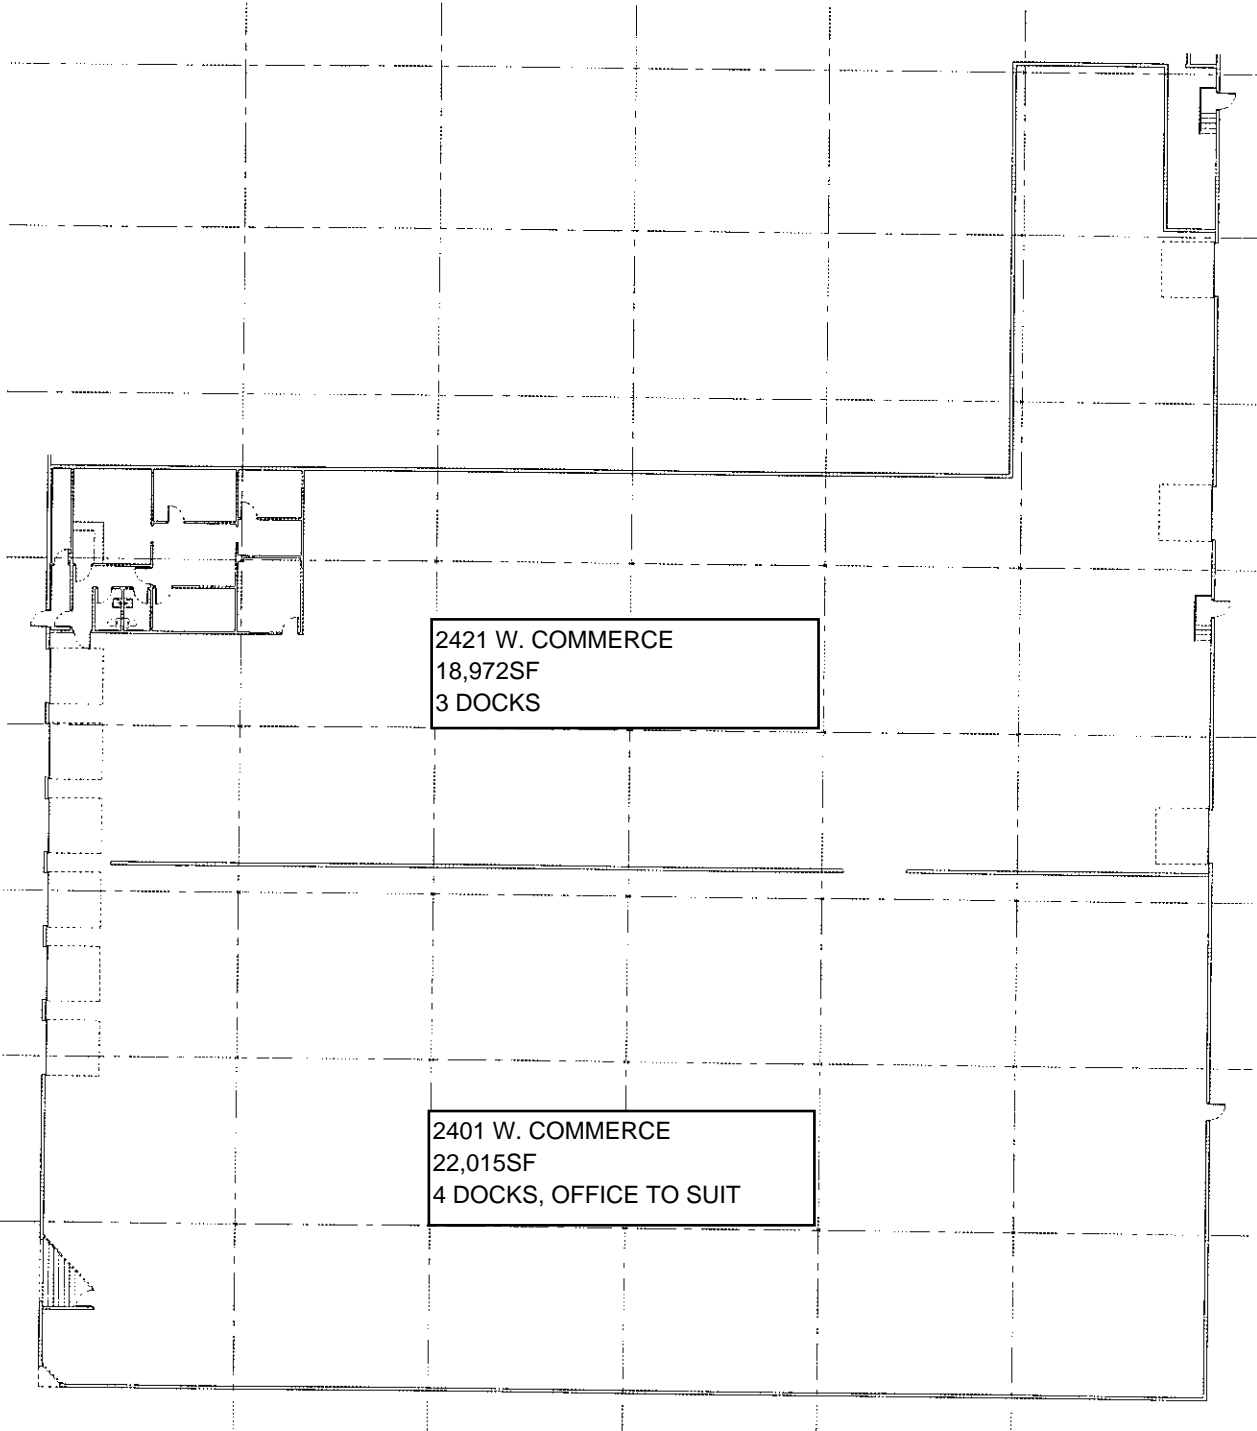 2421 W. COMMERCE
18,972SF
3 DOCKS
2401 W. COMMERCE
22,015SF
4 DOCKS, OFFICE TO SUIT